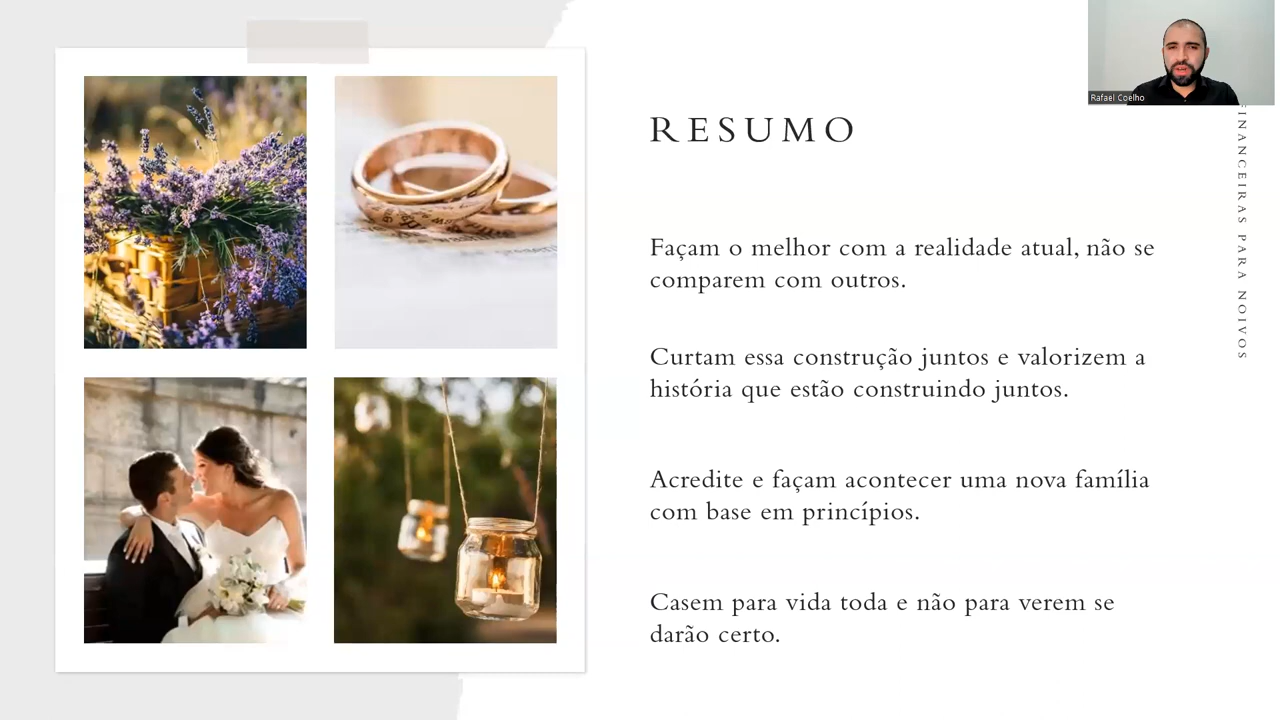 Rafael Coelho
RESUMO
FINANCEIRAS PARA NOIVOS
Façam o melhor com a realidade atual, não se
comparem com outros.
Curtam essa construção juntos e valorizem a
história que estão construindo juntos.
Acredite e façam acontecer uma nova família
com base em princípios.
Casem para vida toda e não para verem se
darão certo.